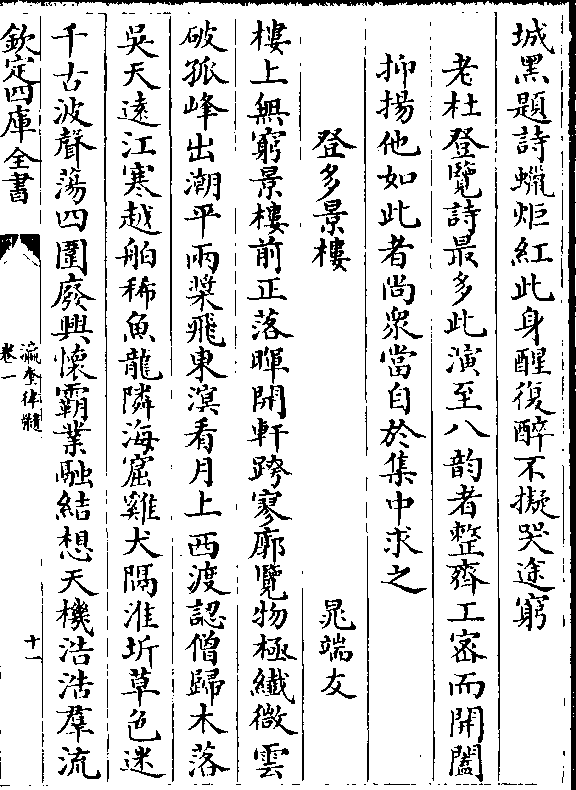 城黑題詩蠟炬紅此身醒復醉不擬哭途窮
老杜登覽詩最多此演至八韵者整齊工密而開闔
抑揚他如此者尚衆當自於集中求之
登多景樓
晁端友
樓上無窮景樓前正落暉開軒跨寥廓覽物極纎微雲
破孤峰出潮平兩槳飛東溟看月上西渡認僧歸木落
吳天遠江寒越舶稀魚龍隣海窟雞犬隔淮圻草色迷
千古波聲蕩四圍廢興懷霸業融結想天機浩浩羣流
欽定四庫全書
瀛奎律髓
卷一
十一